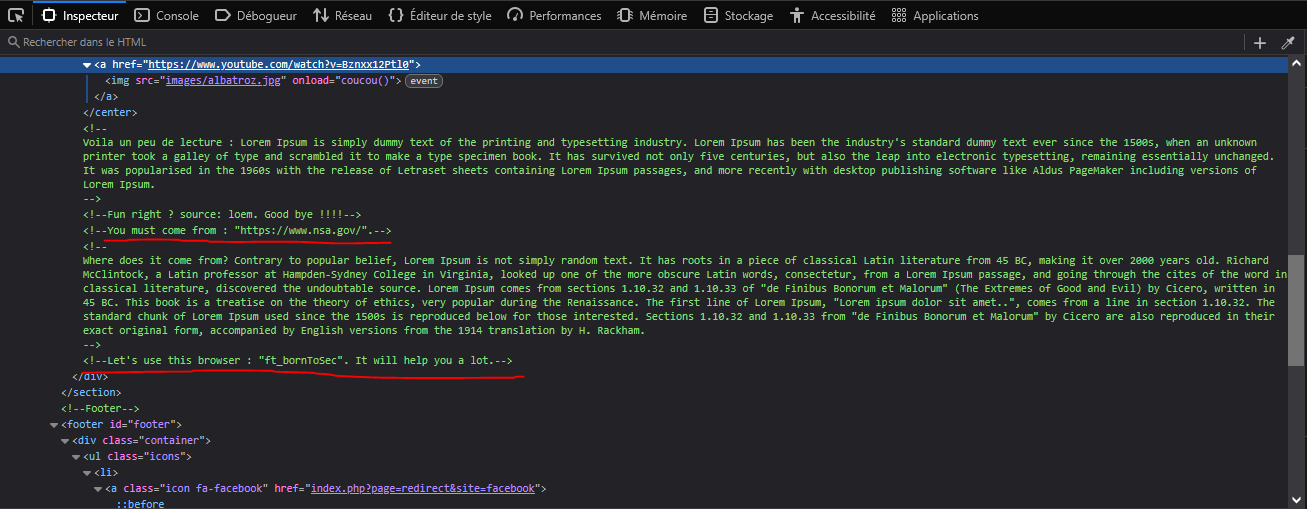 Inspecteur Console Débogueur Réseau Éditeur de style Performances Mémoire Stockage Accessibilité Applications
Rechercher dans le HTML
<a href="https://www.youtube.com/watch?v=Bznxx12Ptl0">
<img src="images/albatroz.jpg" onload="coucou()"> event
</a>
</center>
<!--
Voila un peu de lecture : Lorem Ipsum is simply dummy text of the printing and typesetting industry. Lorem Ipsum has been the industry's standard dummy text ever since the 1500s, when an unknown
printer took a galley of type and scrambled it to make a type specimen book. It has survived not only five centuries, but also the leap into electronic typesetting, remaining essentially unchanged.
It was popularised in the 1960s with the release of Letraset sheets containing Lorem Ipsum passages, and more recently with desktop publishing software like Aldus PageMaker including versions of
Lorem Ipsum.
-->
<!--Fun right ? source: loem. Good bye !!!!-->
<!--You must come from : "https://www.nsa.gov/".-->
<!--
Where does it come from? Contrary to popular belief, Lorem Ipsum is not simply random text. It has roots in a piece of classical Latin literature from 45 BC, making it over 2000 years old. Richard
McClintock, a Latin professor at Hampden-Sydney College in Virginia, looked up one of the more obscure Latin words, consectetur, from a Lorem Ipsum passage, and going through the cites of the word in
classical literature, discovered the undoubtable source. Lorem Ipsum comes from sections 1.10.32 and 1.10.33 of "de Finibus Bonorum et Malorum" (The Extremes of Good and Evil) by Cicero, written in
45 BC. This book is a treatise on the theory of ethics, very popular during the Renaissance. The first line of Lorem Ipsum, "Lorem ipsum dolor sit amet..", comes from a line in section 1.10.32. The
standard chunk of Lorem Ipsum used since the 1500s is reproduced below for those interested. Sections 1.10.32 and 1.10.33 from "de Finibus Bonorum et Malorum" by Cicero are also reproduced in their
exact original form, accompanied by English versions from the 1914 translation by H. Rackham.
-->
<!--Let's use this browser : "ft_bornToSec". It will help you a lot.-->
</div>
</section>
<!--Footer-->
<footer id="footer">
<div class="container">
<ul class="icons">
<li>
<a class="icon fa-facebook" href="index.php?page=redirect&site=facebook">
::before